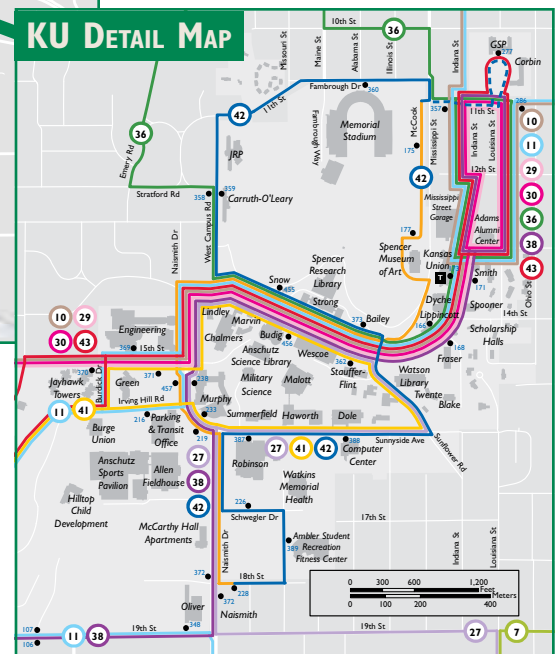 KU DETAIL MAP
10th St
36
Missouri St
Maine St
Alabama St
Illinois St
Indiana St
GSP
277
Corbin
Fambrough Dr
360
11th St
42
357
286
11th St
10
Emery Rd
36
Memorial
Stadium
Fambrough Way
McCook
175
Mississippi St
Indiana St
Louisiana St
11
JRP
12th St
29
42
30
Stratford Rd
358
359
Carruth-O'Leary
Mississippi
Street
Garage
Adams
Alumni
Center
36
West Campus Rd
177
38
Naismith Dr
Spencer
Museum
of Art
Kansas
Union
43
Spencer
Research
Library
T
Smith
171
Ohio St
Snow
455
Strong
Dyche
Spooner
14th St
10
29
Lindley
373
Bailey
Lippincott
166
Scholarship
Halls
30
43
Engineering
Marvin
Chalmers
Budig
456
Wescoe
168
Fraser
369
15th St
Anschutz
Science Library
362
Stauffer-
Flint
Watson
Library
370
Jayhawk
Towers
Burdick Dr
Green
371
457
238
Military
Science
Malott
Twente
Blake
11
41
Irving Hill Rd
Murphy
233
216
Parking
& Transit
Office
Summerfield
Haworth
Dole
Burge
Union
219
387
388
Sunnyside Ave
Sunflower Rd
Robinson
27
41
42
Computer
Center
Anschutz
Sports
Pavilion
Allen
Fieldhouse
27
38
42
Watkins
Memorial
Health
Hilltop
Child
Development
226
Schwegler Dr
17th St
McCarthy Hall
Apartments
Naismith Dr
389
Ambler Student
Recreation
Fitness Center
Indiana St
Louisiana St
372
18th St
228
372
Naismith
0 300 600 1,200
Feet
Meters
0 100 200 400
Oliver
348
107
106
11
38
19th St
19th St
27
7